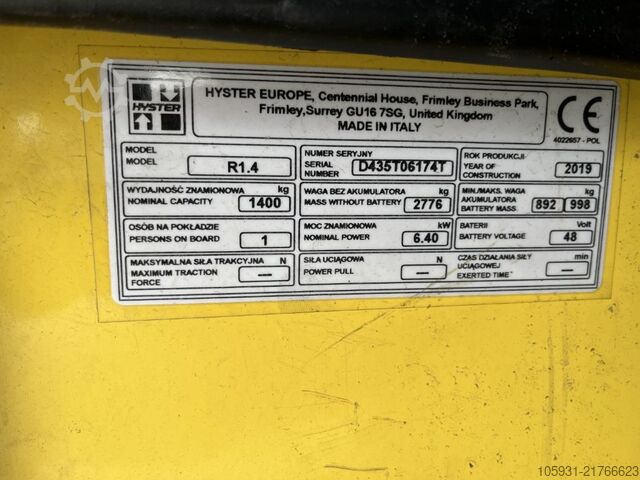 HYSTER
HYSTER EUROPE, Centennial House, Frimley Business Park,
Frimley,Surrey GU16 7SG, United Kingdom
MADE IN ITALY
CE
4022657 - POL
MODEL
MODEL
R1.4
NUMER SERYJNY
SERIAL
NUMBER
D435T06174T
ROK PRODUKCJI
YEAR OF
CONSTRUCTION
2019
WYDAJNOŚĆ ZNAMIONOWA kg
NOMINAL CAPACITY 1400
WAGA BEZ AKUMULATORA kg
MASS WITHOUT BATTERY 2776
MIN./MAKS. WAGA kg
AKUMULATORA
BATTERY MASS 892 998
OSÓB NA POKŁADZIE
PERSONS ON BOARD 1
MOC ZNAMIONOWA kW
NOMINAL POWER 6.40
BATERII Volt
BATTERY VOLTAGE 48
MAKSYMALNA SIŁA TRAKCYJNA N
MAXIMUM TRACTION
FORCE —
SIŁA UCIĄGOWA N
POWER PULL —
CZAS DZIAŁANIA SIŁY min
UCIĄGOWEJ
EXERTED TIME —
105931-21766623